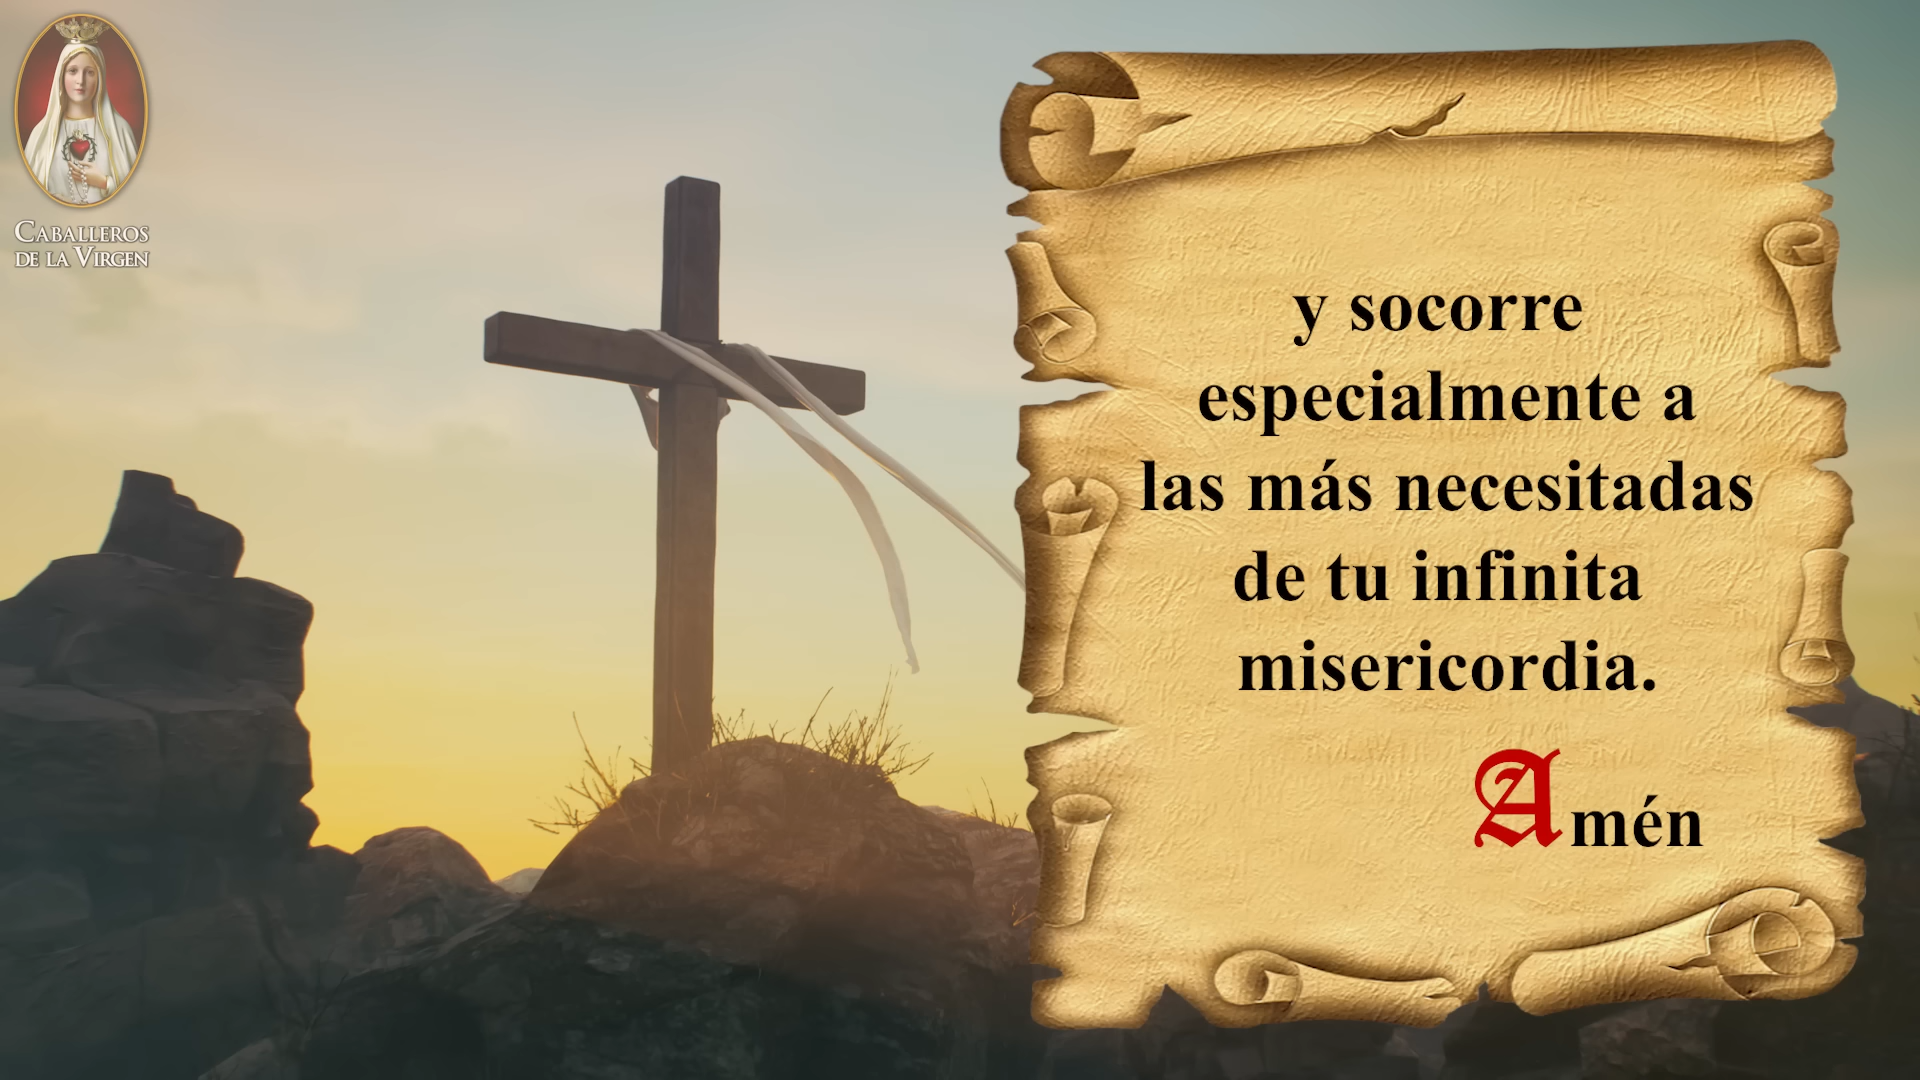 CABALLEROS
DE LA VIRGEN
y socorre
especialmente a
las más necesitadas
de tu infinita
misericordia.
Amén